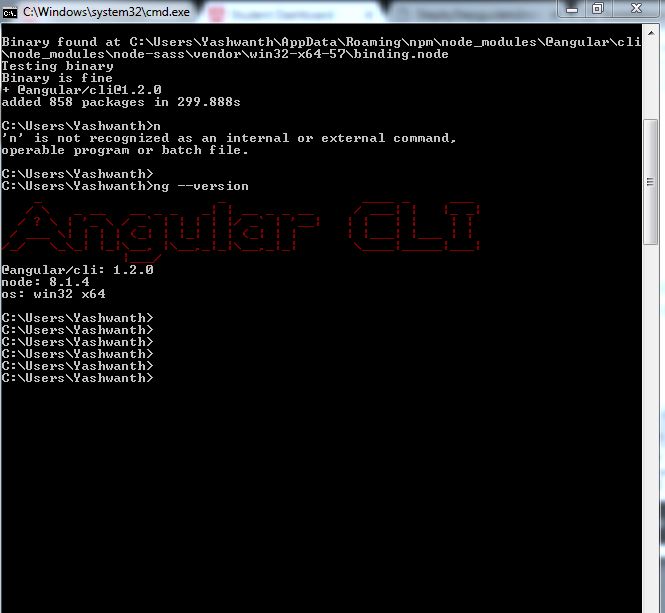 C:\Windows\system32\cmd.exe
Binary found at C:\Users\Yashwanth\AppData\Roaming\npm\node_modules\@angular\cli
\node_modules\node-sass\vendor\win32-x64-57\binding.node
Testing binary
Binary is fine
+ @angular/cli@1.2.0
added 858 packages in 299.888s
C:\Users\Yashwanth>n
'n' is not recognized as an internal or external command,
operable program or batch file.
C:\Users\Yashwanth>
C:\Users\Yashwanth>ng --version
Angular CLI
@angular/cli: 1.2.0
node: 8.1.4
os: win32 x64
C:\Users\Yashwanth>
C:\Users\Yashwanth>
C:\Users\Yashwanth>
C:\Users\Yashwanth>
C:\Users\Yashwanth>
C:\Users\Yashwanth>